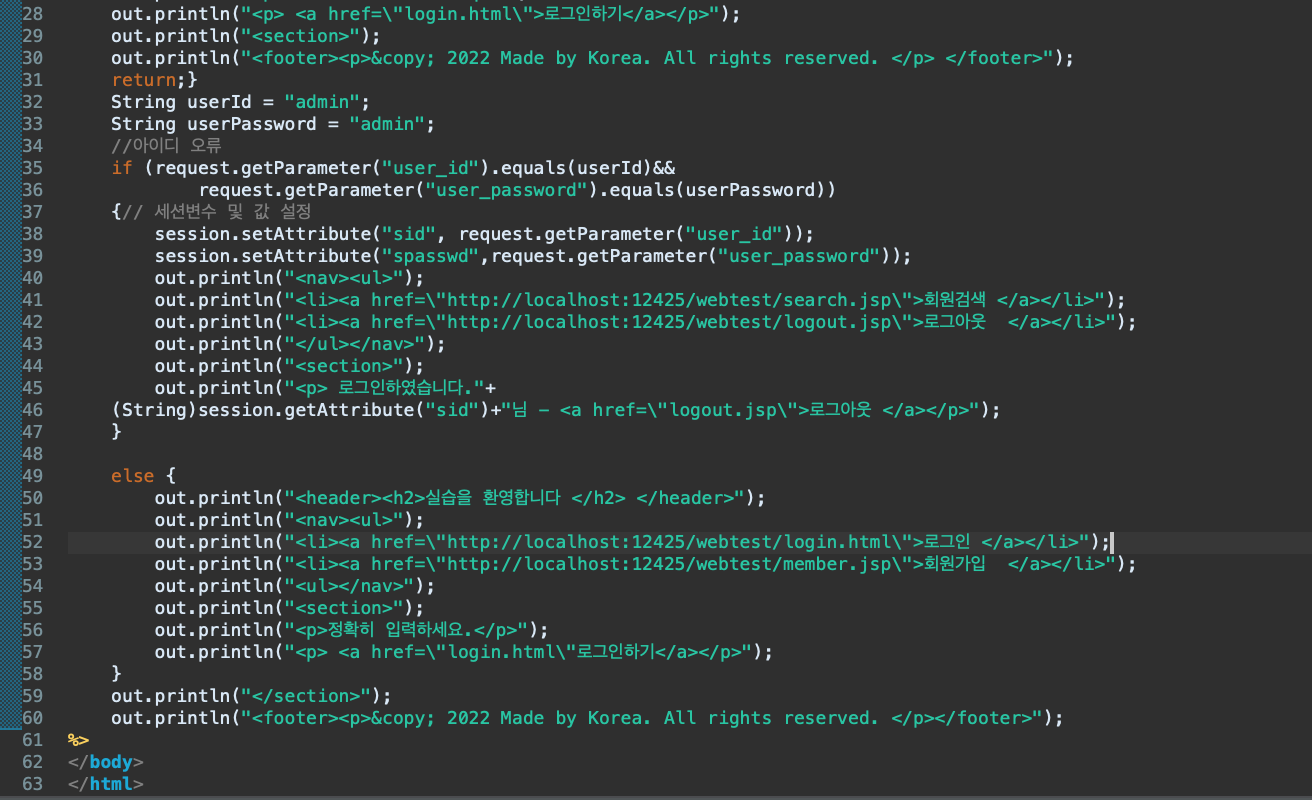 28 out.println("<p> <a href=\"login.html\">로그인하기</a></p>");
29 out.println("<section>");
30 out.println("<footer><p>&copy; 2022 Made by Korea. All rights reserved. </p> </footer>");
31 return;}
32 String userId = "admin";
33 String userPassword = "admin";
34 //아이디 오류
35 if (request.getParameter("user_id").equals(userId)&&
36 request.getParameter("user_password").equals(userPassword))
37 {// 세션변수 및 값 설정
38 session.setAttribute("sid", request.getParameter("user_id"));
39 session.setAttribute("spasswd",request.getParameter("user_password"));
40 out.println("<nav><ul>");
41 out.println("<li><a href=\"http://localhost:12425/webtest/search.jsp\">회원검색 </a></li>");
42 out.println("<li><a href=\"http://localhost:12425/webtest/logout.jsp\">로그아웃  </a></li>");
43 out.println("</ul></nav>");
44 out.println("<section>");
45 out.println("<p> 로그인하였습니다."+
46 (String)session.getAttribute("sid")+"님 - <a href=\"logout.jsp\">로그아웃 </a></p>");
47 }
48
49 else {
50 out.println("<header><h2>실습을 환영합니다 </h2> </header>");
51 out.println("<nav><ul>");
52 out.println("<li><a href=\"http://localhost:12425/webtest/login.html\">로그인 </a></li>");
53 out.println("<li><a href=\"http://localhost:12425/webtest/member.jsp\">회원가입  </a></li>");
54 out.println("<ul></nav>");
55 out.println("<section>");
56 out.println("<p>정확히 입력하세요.</p>");
57 out.println("<p> <a href=\"login.html\"로그인하기</a></p>");
58 }
59 out.println("</section>");
60 out.println("<footer><p>&copy; 2022 Made by Korea. All rights reserved. </p></footer>");
61 %>
62 </body>
63 </html>